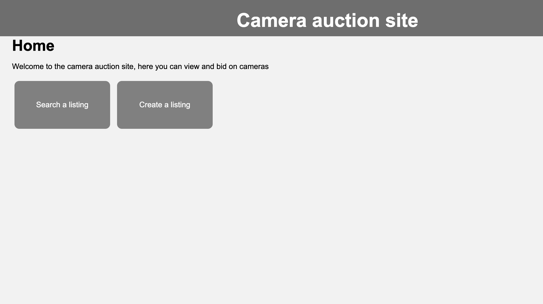 Camera auction site
Home
Welcome to the camera auction site, here you can view and bid on cameras
Search a listing
Create a listing